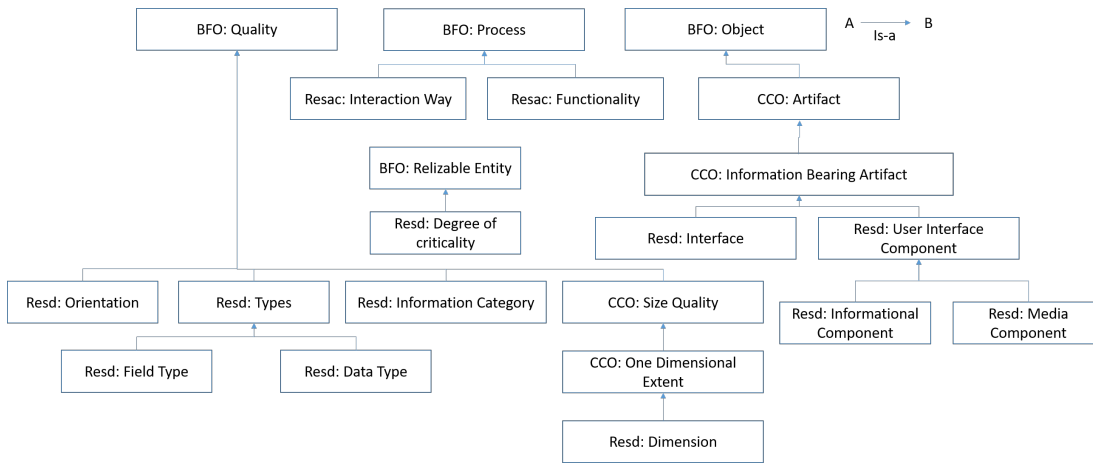 BFO: Quality
BFO: Process
BFO: Object
A
B
Is-a
Resac: Interaction Way
Resac: Functionality
CCO: Artifact
BFO: Relizable Entity
CCO: Information Bearing Artifact
Resd: Degree of
criticality
Resd: Interface
Resd: User Interface
Component
Resd: Orientation
Resd: Types
Resd: Information Category
CCO: Size Quality
Resd: Informational
Component
Resd: Media
Component
Resd: Field Type
Resd: Data Type
CCO: One Dimensional
Extent
Resd: Dimension